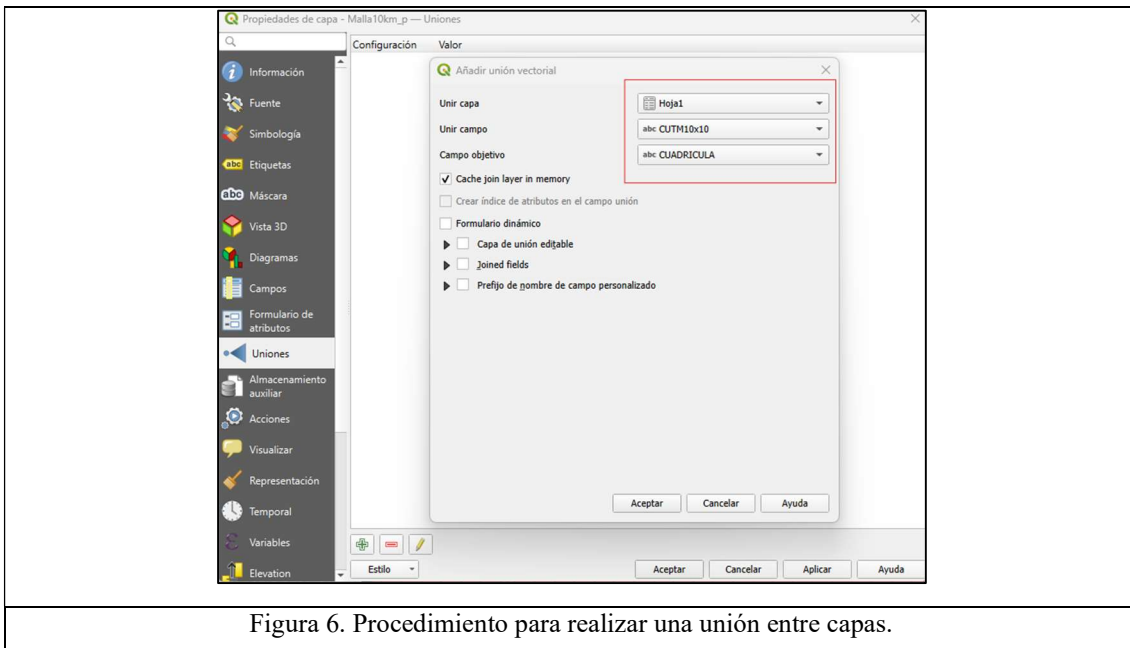 Propiedades de capa - Malla10km_p — Uniones
Configuración Valor
Información
Fuente
Simbología
abc Etiquetas
abc Máscara
Vista 3D
Diagramas
Campos
Formulario de
atributos
Uniones
Almacenamiento
auxiliar
Acciones
Visualizar
Representación
Temporal
Variables
Elevation
Añadir unión vectorial
Unir capa Hoja1
Unir campo abc CUTM10x10
Campo objetivo abc CUADRICULA
Cache join layer in memory
Crear índice de atributos en el campo unión
Formulario dinámico
Capa de unión editable
Joined fields
Prefijo de nombre de campo personalizado
Aceptar Cancelar Ayuda
Estilo Aceptar Cancelar Aplicar Ayuda
Figura 6. Procedimiento para realizar una unión entre capas.